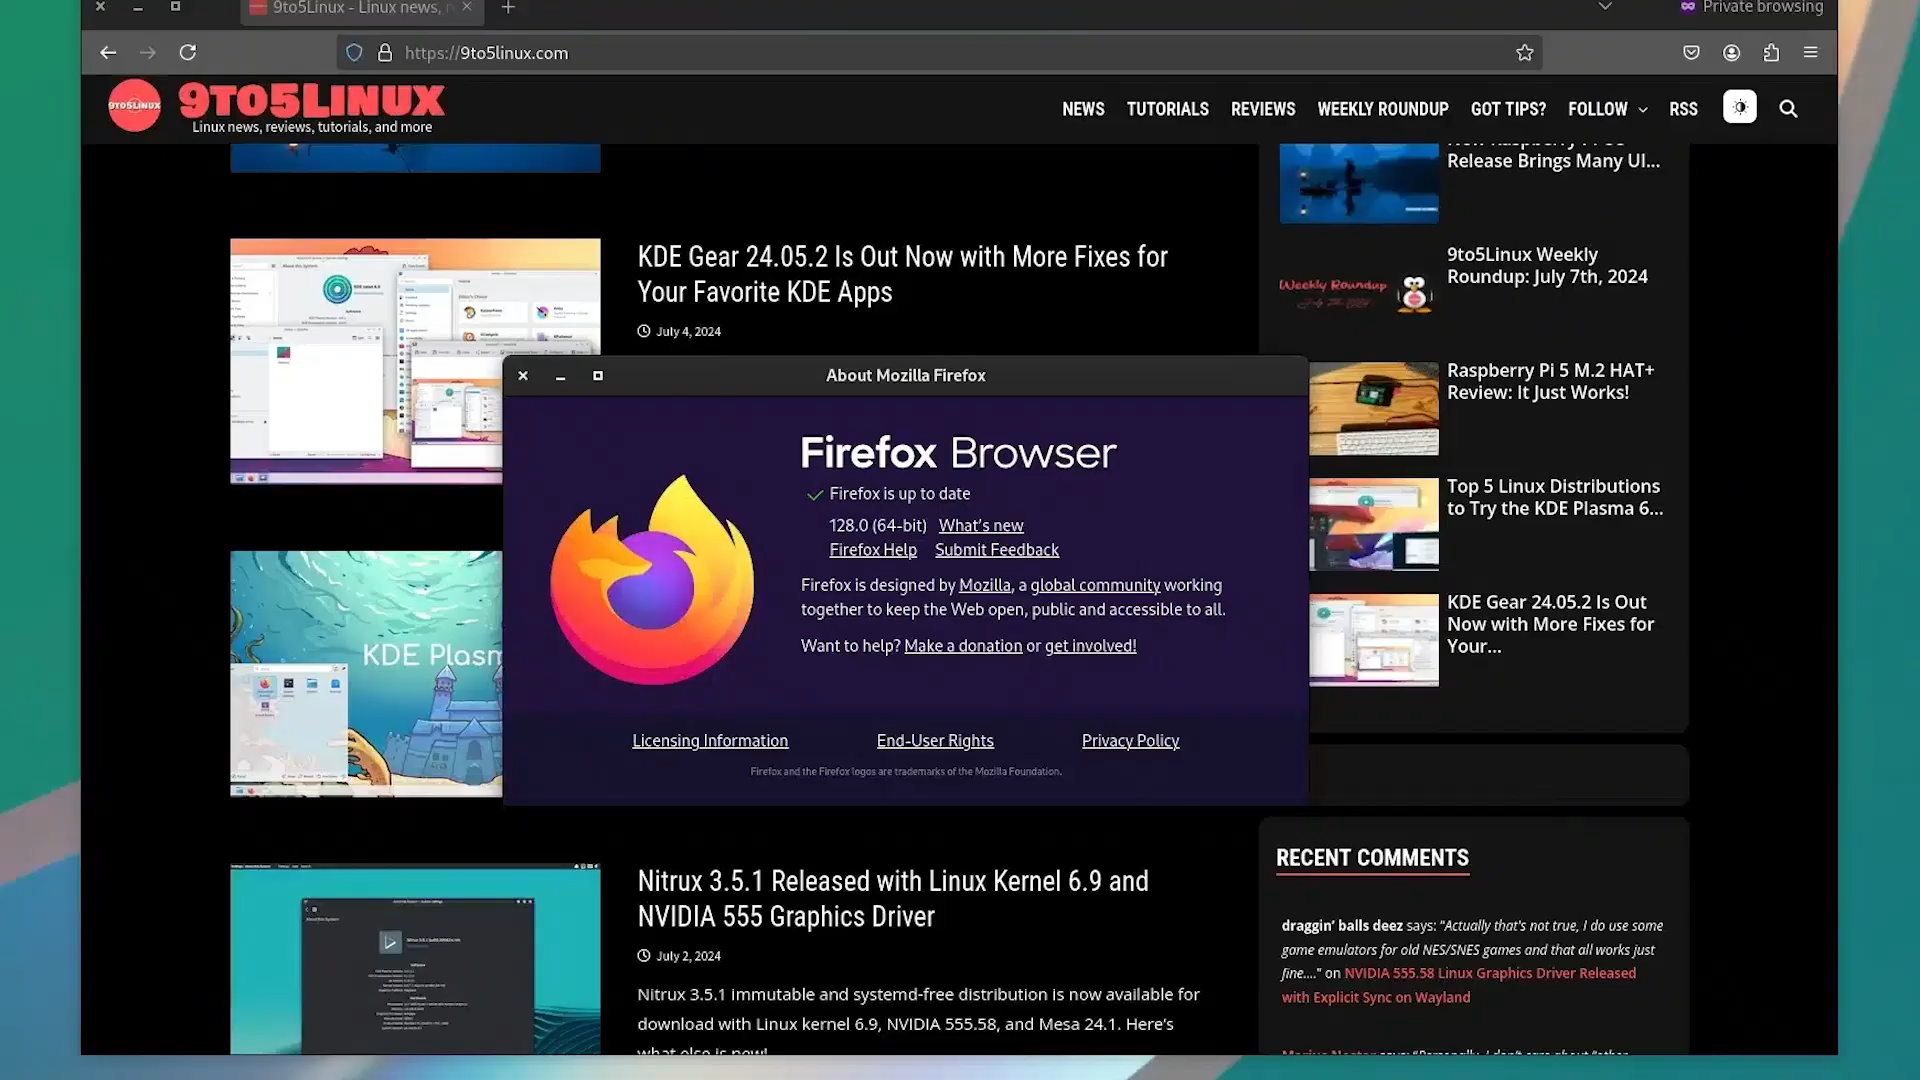 9to5Linux - Linux news,
Private browsing
https://9to5linux.com
9TO5LINUX
9TO5LINUX
Linux news, reviews, tutorials, and more
NEWS TUTORIALS REVIEWS WEEKLY ROUNDUP GOT TIPS? FOLLOW RSS
Release Brings Many UI...
KDE Gear 24.05.2 Is Out Now with More Fixes for
Your Favorite KDE Apps
July 4, 2024
Weekly Roundup
July 7th, 2024
9to5Linux Weekly
Roundup: July 7th, 2024
Raspberry Pi 5 M.2 HAT+
Review: It Just Works!
Top 5 Linux Distributions
to Try the KDE Plasma 6...
KDE Gear 24.05.2 Is Out
Now with More Fixes for
Your...
About Mozilla Firefox
Firefox Browser
Firefox is up to date
128.0 (64-bit) What's new
Firefox Help Submit Feedback
Firefox is designed by Mozilla, a global community working
together to keep the Web open, public and accessible to all.
Want to help? Make a donation or get involved!
Licensing Information End-User Rights Privacy Policy
Firefox and the Firefox logos are trademarks of the Mozilla Foundation.
KDE Plasm
Nitrux 3.5.1 Released with Linux Kernel 6.9 and
NVIDIA 555 Graphics Driver
July 2, 2024
Nitrux 3.5.1 immutable and systemd-free distribution is now available for
download with Linux kernel 6.9, NVIDIA 555.58, and Mesa 24.1. Here's
what else is new!
RECENT COMMENTS
draggin' balls deez says: "Actually that's not true, I do use some
game emulators for old NES/SNES games and that all works just
fine...." on NVIDIA 555.58 Linux Graphics Driver Released
with Explicit Sync on Wayland